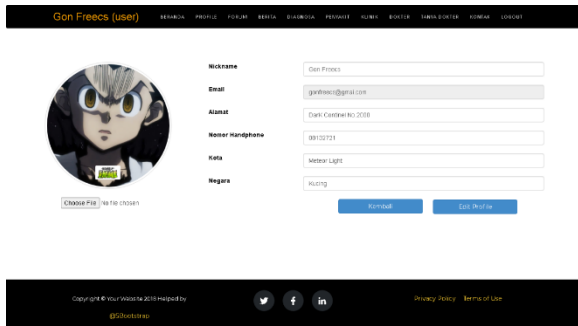 Gon Freecs (user) BERANDA PROFILE FORUM BERITA DIAGNOSA PENYAKIT KLINIK DOKTER TANYA DOKTER KONTAK LOGOUT
Nickname Gon Freecs
Email gonfreecs@gmail.com
Alamat Dark Continent No 2000
Nomor Handphone 09102721
Kota Meteor Light
Negara Kucing
Choose File No file chosen Kembali Edit Profile
Copyright © Your Website 2018 Helped by
Privacy Policy Terms of Use